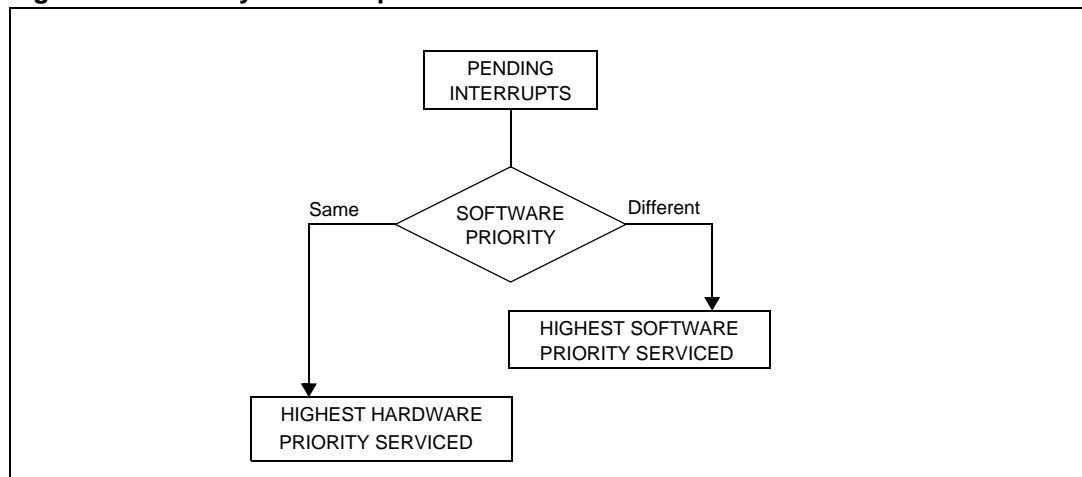 PENDING
INTERRUPTS
Same
SOFTWARE
PRIORITY
Different
HIGHEST SOFTWARE
PRIORITY SERVICED
HIGHEST HARDWARE
PRIORITY SERVICED